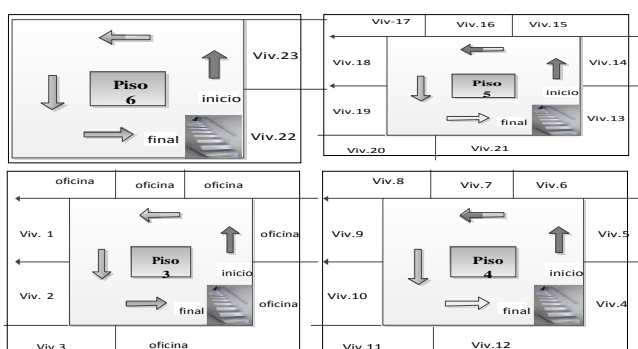 Viv.23
Piso
6
inicio
final
Viv.22
Viv-17
Viv.16
Viv.15
Viv.18
Viv.14
Piso
5
inicio
Viv.19
final
Viv.13
Viv.20
Viv.21
oficina
oficina
oficina
Viv. 1
oficina
Piso
3
inicio
Viv. 2
final
oficina
Viv 3
oficina
Viv.8
Viv.7
Viv.6
Viv.9
Viv.5
Piso
4
inicio
Viv.10
final
Viv.4
Viv 11
Viv.12